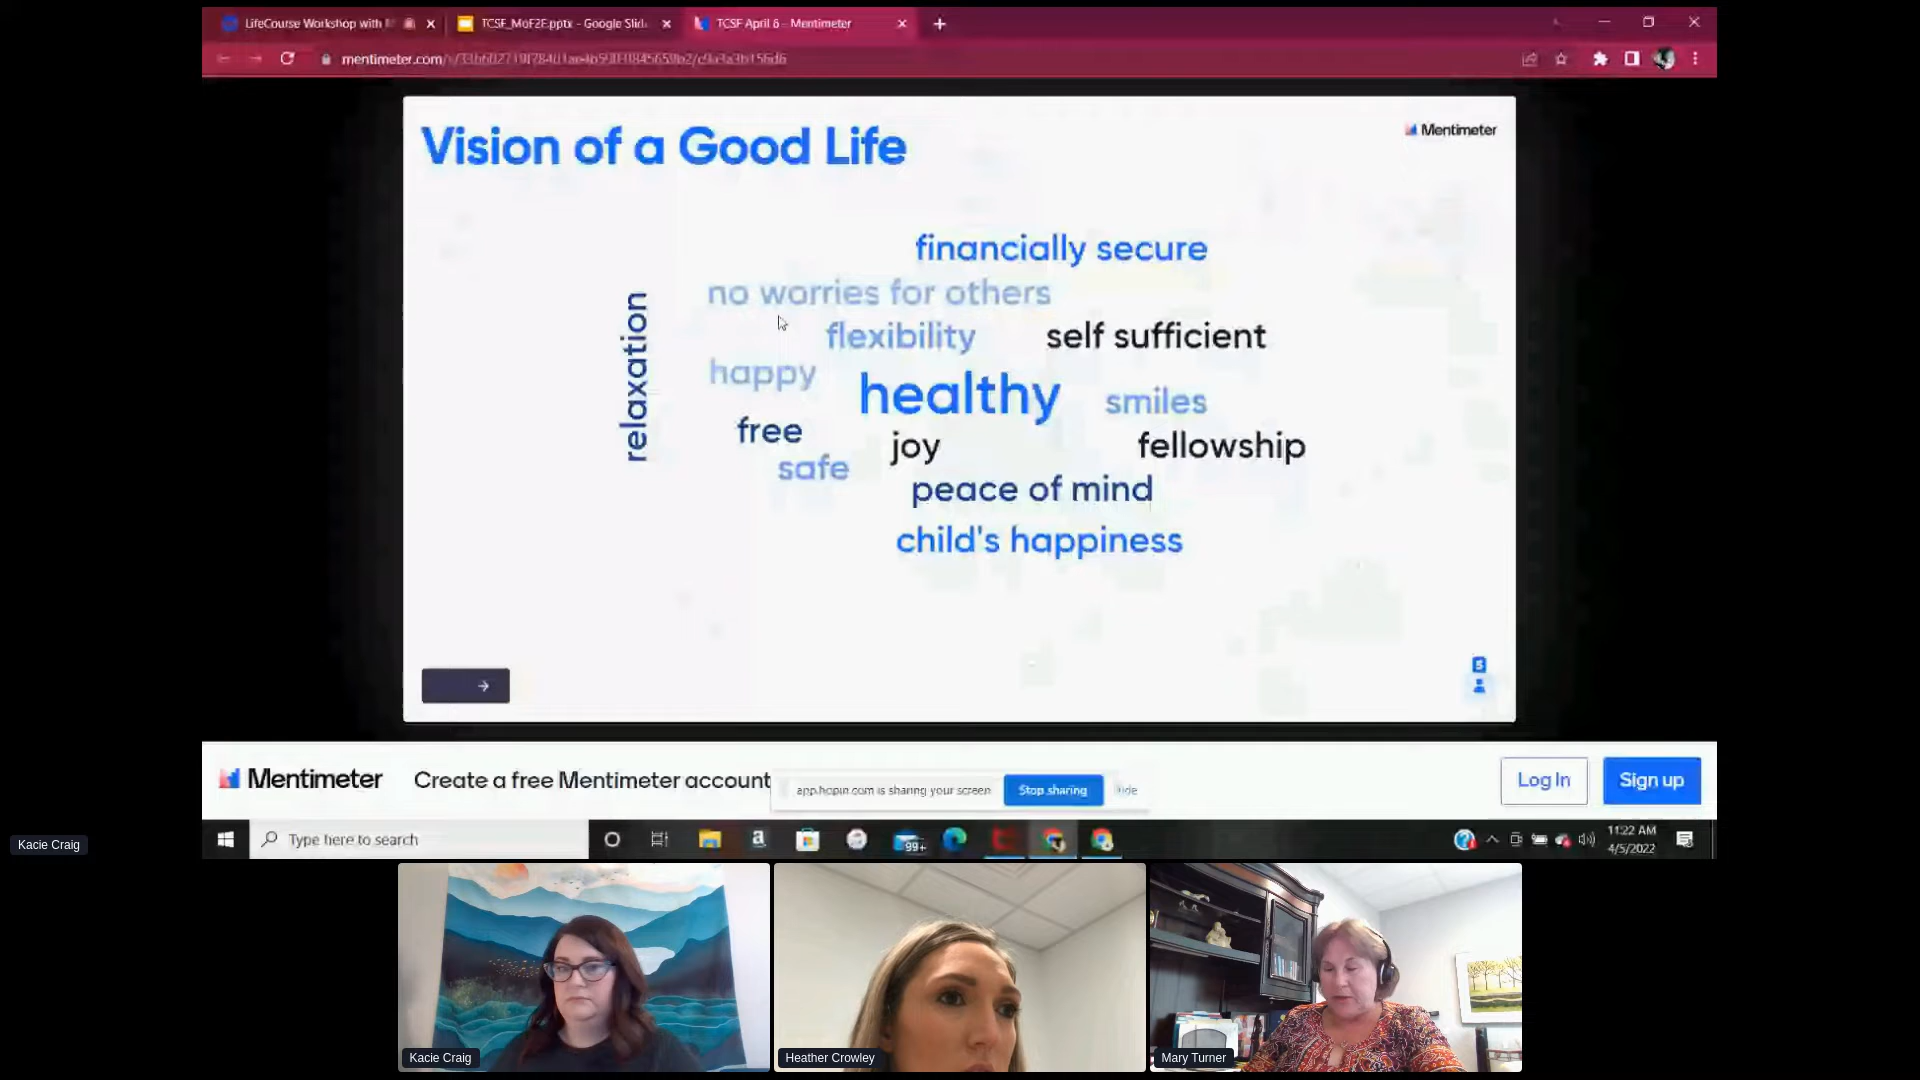 LifeCourse Workshop with
TCSF_MoF2F.pptx - Google Slid
TCSF April 6 - Mentimeter
mentimeter.com
Vision of a Good Life
Mentimeter
financially secure
no worries for others
relaxation
flexibility
self sufficient
happy
healthy
smiles
free
joy
fellowship
safe
peace of mind
child's happiness
5
Mentimeter
Create a free Mentimeter account
app.hopin.com is sharing your screen
Stop sharing
Hide
Log In
Sign up
Type here to search
99+
11:22 AM
4/5/2022
Kacie Craig
Kacie Craig
Heather Crowley
Mary Turner